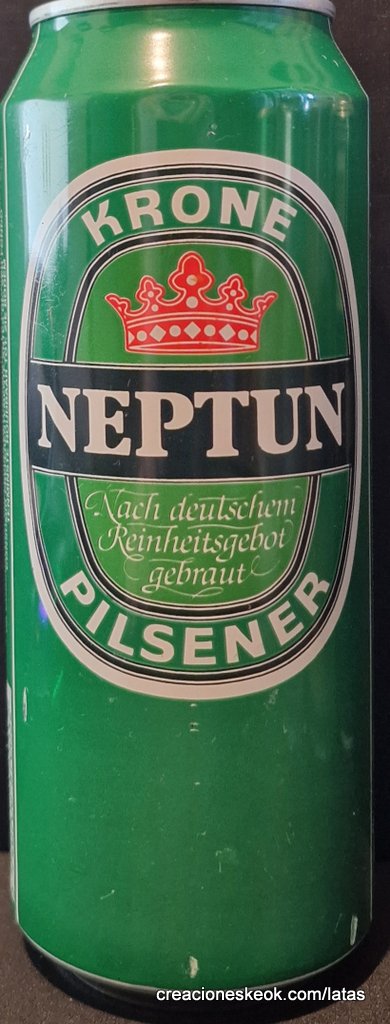 KRONE
NEPTUN
Nach deutschem
Reinheitsgebot
gebraut
PILSENER
creacioneskeok.com/latas